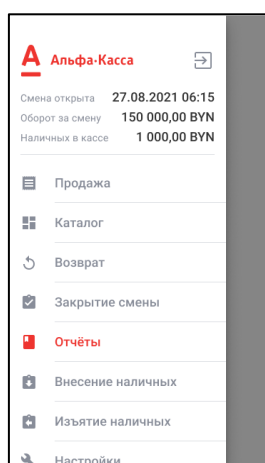 А Альфа·Касса
Смена открыта 27.08.2021 06:15
Оборот за смену 150 000,00 BYN
Наличных в кассе 1 000,00 BYN
Продажа
Каталог
Возврат
Закрытие смены
Отчёты
Внесение наличных
Изъятие наличных
Настройки